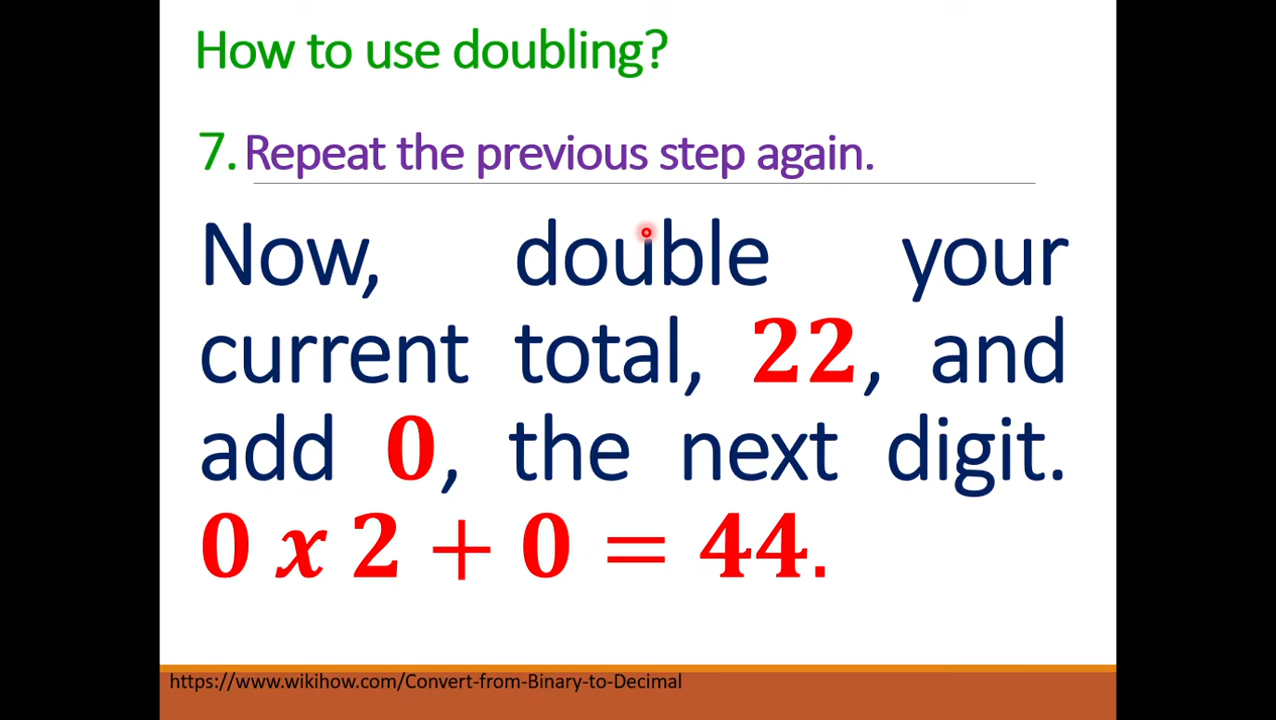 How to use doubling?
7. Repeat the previous step again.
Now, double your
current total, 22, and
add 0, the next digit.
0 x 2 + 0 = 44.
https://www.wikihow.com/Convert-from-Binary-to-Decimal